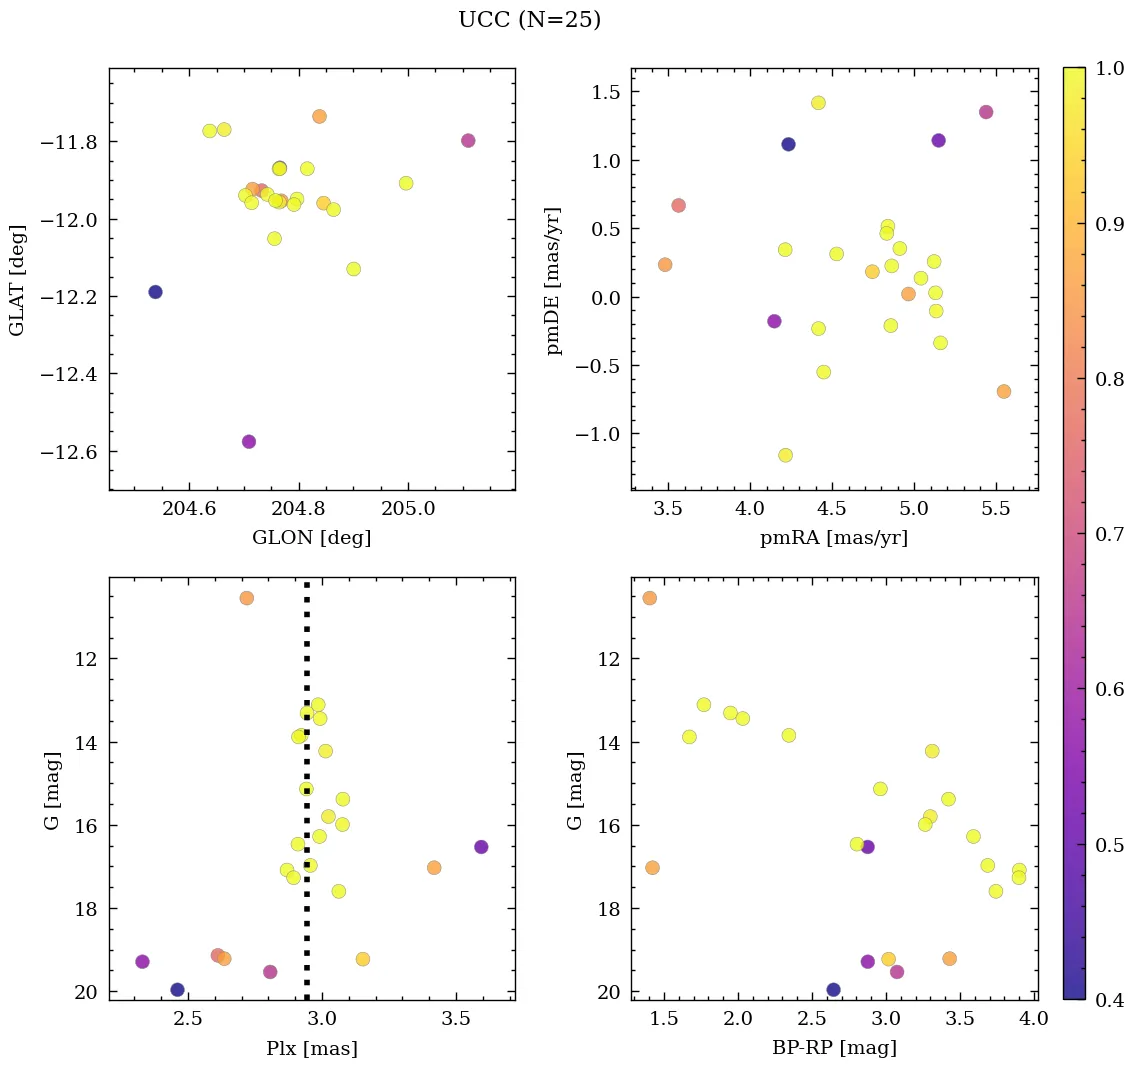 UCC (N=25)
−11.8
−12.0
−12.2
−12.4
−12.6
GLAT [deg]
204.6 204.8 205.0
GLON [deg]
1.5
1.0
0.5
0.0
−0.5
−1.0
pmDE [mas/yr]
3.5 4.0 4.5 5.0 5.5
pmRA [mas/yr]
12
14
16
18
20
G [mag]
2.5 3.0 3.5
Plx [mas]
12
14
16
18
20
G [mag]
1.5 2.0 2.5 3.0 3.5 4.0
BP-RP [mag]
1.0
0.9
0.8
0.7
0.6
0.5
0.4